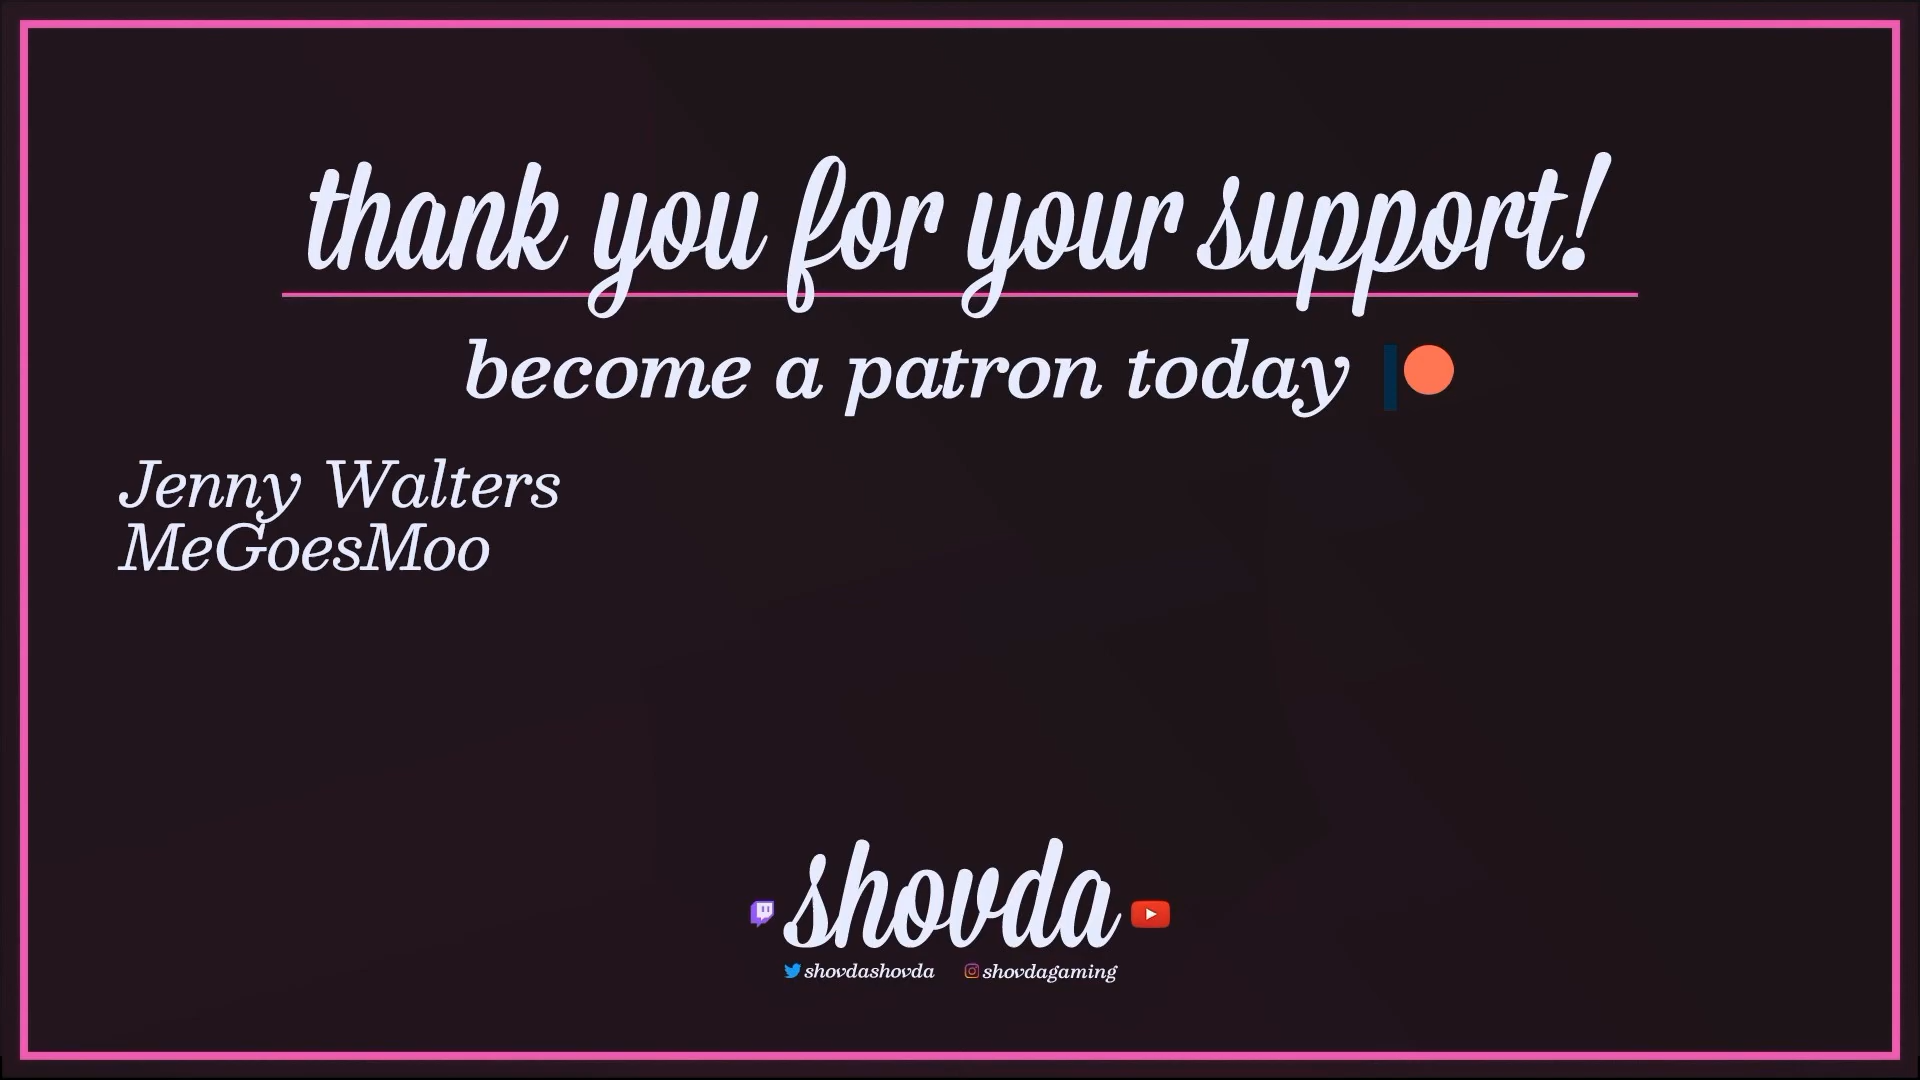 thank you for your support!
become a patron today
Jenny Walters
MeGoesMoo
shovda
shovdashovda
shovdagaming